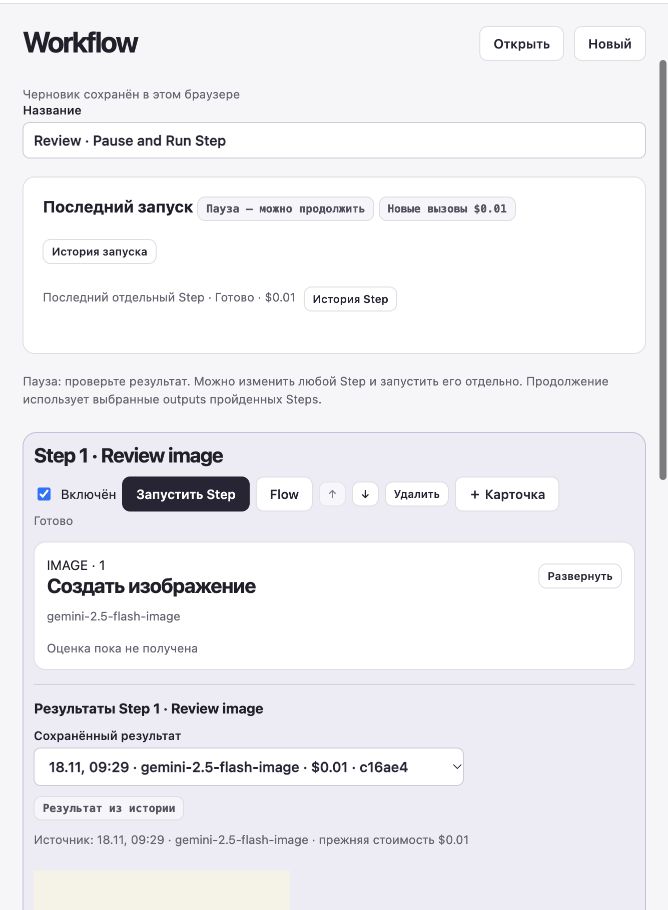 Workflow
Открыть
Новый
Черновик сохранён в этом браузере
Название
Review · Pause and Run Step
Последний запуск
Пауза — можно продолжить
Новые вызовы $0.01
История запуска
Последний отдельный Step · Готово · $0.01
История Step
Пауза: проверьте результат. Можно изменить любой Step и запустить его отдельно. Продолжение
использует выбранные outputs пройденных Steps.
Step 1 · Review image
Включён
Запустить Step
Flow
↑
↓
Удалить
+ Карточка
Готово
IMAGE · 1
Создать изображение
Развернуть
gemini-2.5-flash-image
Оценка пока не получена
Результаты Step 1 · Review image
Сохранённый результат
18.11, 09:29 · gemini-2.5-flash-image · $0.01 · c16ae4
Результат из истории
Источник: 18.11, 09:29 · gemini-2.5-flash-image · прежняя стоимость $0.01